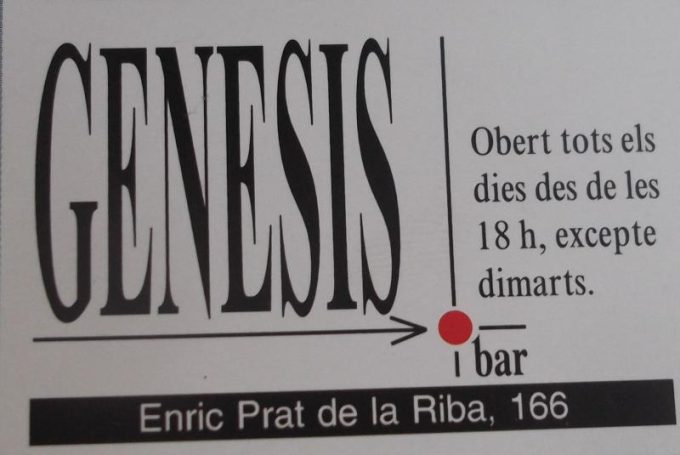 GENESIS
Obert tots els
dies des de les
18 h, excepte
dimarts.
bar
Enric Prat de la Riba, 166